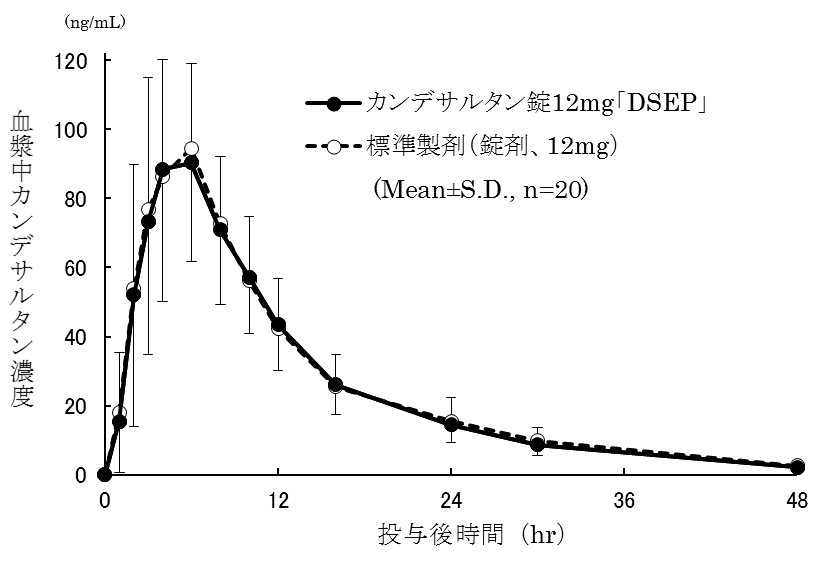 (ng/mL)
120
100
80
60
40
20
0
血漿中カンデサルタン濃度
カンデサルタン錠12mg「DSEP」
標準製剤（錠剤、12mg）
(Mean±S.D., n=20)
0 12 24 36 48
投与後時間 (hr)